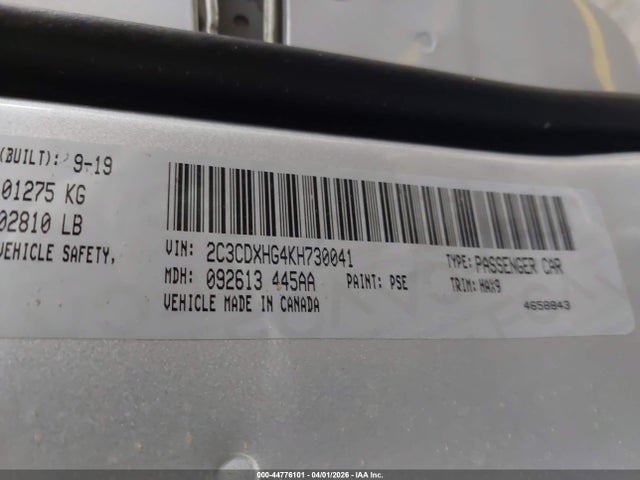 (BUILT): 9-19
01275 KG
02810 LB
VEHICLE SAFETY,
VIN: 2C3CDXHG4KH730041
TYPE: PASSENGER CAR
MDH: 092613 445AA PAINT: PSE
TRIM: HAX9
VEHICLE MADE IN CANADA
4658843
000-44776101 - 04/01/2026 - IAA Inc.